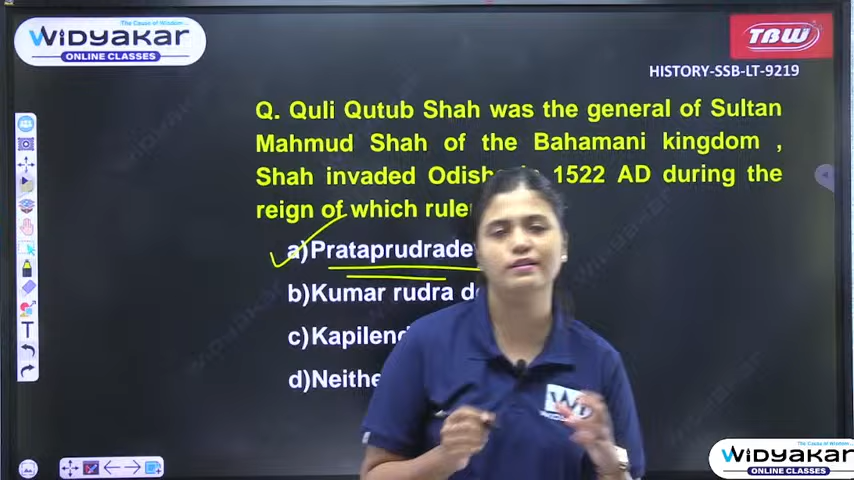 The Cause of Wisdom...
WIDYAKAR
ONLINE CLASSES
TBW
HISTORY-SSB-LT-9219
Q. Quli Qutub Shah was the general of Sultan
Mahmud Shah of the Bahamani kingdom ,
Shah invaded Odish 1522 AD during the
reign of which rule
a)Prataprudrade
b)Kumar rudra d
c)Kapilend
d)Neithe
T
The Cause of Wisdom...
WIDYAKAR
ONLINE CLASSES